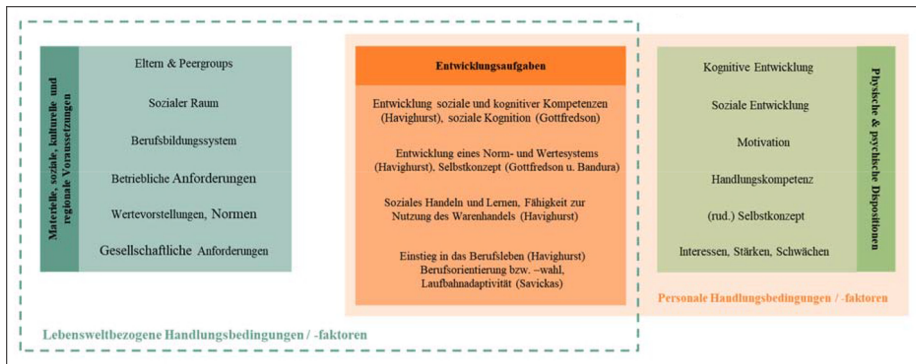 Materielle, soziale, kulturelle und
regionale Voraussetzungen
Eltern & Peergroups
Sozialer Raum
Berufsbildungssystem
Betriebliche Anforderungen
Wertevorstellungen, Normen
Gesellschaftliche Anforderungen
Entwicklungsaufgaben
Entwicklung soziale und kognitiver Kompetenzen
(Havighurst), soziale Kognition (Gottfredson)
Entwicklung eines Norm- und Wertesystems
(Havighurst), Selbstkonzept (Gottfredson u. Bandura)
Soziales Handeln und Lernen, Fähigkeit zur
Nutzung des Warenhandels (Havighurst)
Einstieg in das Berufsleben (Havighurst)
Berufsorientierung bzw. –wahl,
Laufbahnadaptivität (Savickas)
Kognitive Entwicklung
Soziale Entwicklung
Motivation
Handlungskompetenz
(rud.) Selbstkonzept
Interessen, Stärken, Schwächen
Physische & psychische Dispositionen
Personale Handlungsbedingungen / -faktoren
Lebensweltbezogene Handlungsbedingungen / -faktoren